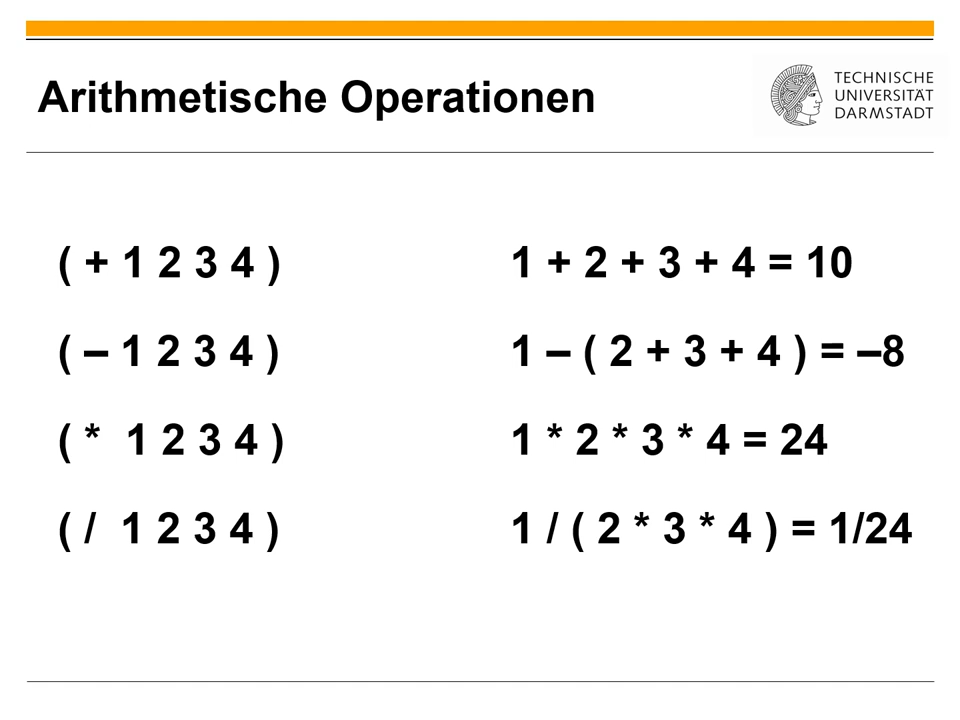 Arithmetische Operationen
TECHNISCHE
UNIVERSITÄT
DARMSTADT
( + 1 2 3 4 ) 1 + 2 + 3 + 4 = 10
( – 1 2 3 4 ) 1 – ( 2 + 3 + 4 ) = –8
( * 1 2 3 4 ) 1 * 2 * 3 * 4 = 24
( / 1 2 3 4 ) 1 / ( 2 * 3 * 4 ) = 1/24